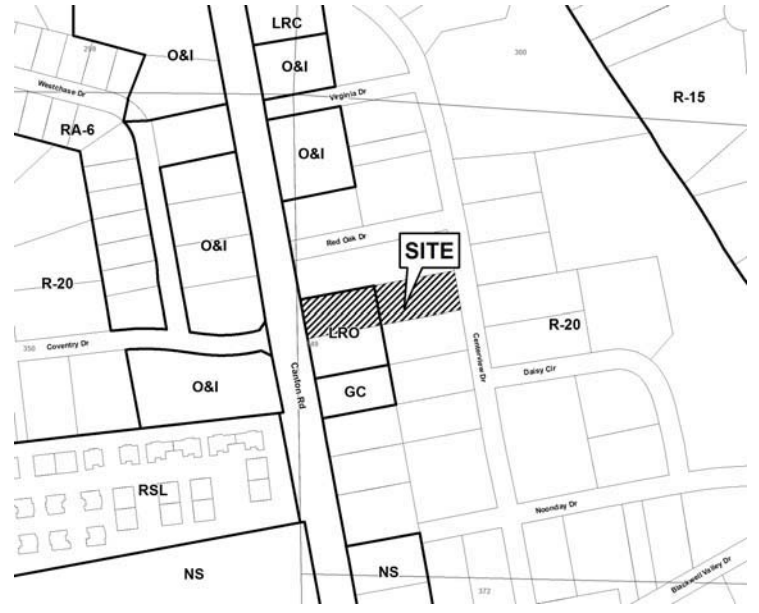 LRC
O&I
298
O&I
300
Westchase Dr
Virginia Dr
R-15
RA-6
O&I
O&I
Red Oak Dr
SITE
R-20
R-20
LRO
Coventry Dr
350
Centerview Dr
Daisy Cir
Canton Rd
O&I
GC
RSL
Noonday Dr
NS
NS
372
Blackwell Valley Dr